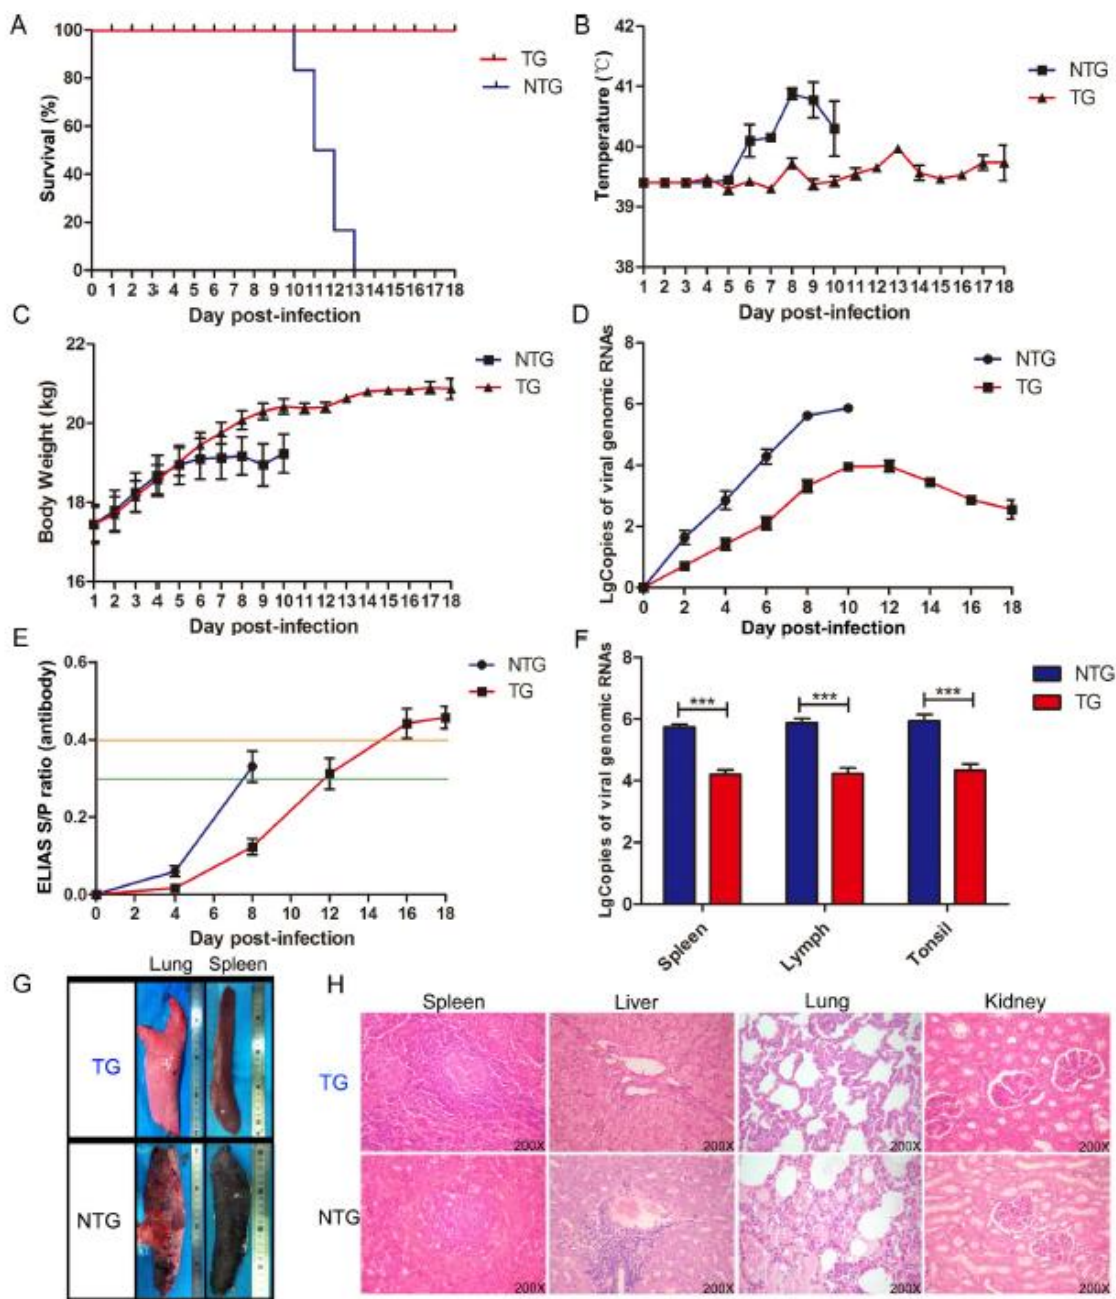 A
100
80
60
40
20
0
Survival (%)
0 1 2 3 4 5 6 7 8 9 10 11 12 13 14 15 16 17 18
Day post-infection
TG
NTG
B
42
41
40
39
38
Temperature (℃)
1 2 3 4 5 6 7 8 9 10 11 12 13 14 15 16 17 18
Day post-infection
NTG
TG
C
22
20
18
16
Body Weight (kg)
1 2 3 4 5 6 7 8 9 10 11 12 13 14 15 16 17 18
Day post-infection
NTG
TG
D
8
6
4
2
0
LgCopies of viral genomic RNAs
0 2 4 6 8 10 12 14 16 18
Day post-infection
NTG
TG
E
0.6
0.4
0.2
0.0
ELIAS S/P ratio (antibody)
0 2 4 6 8 10 12 14 16 18
Day post-infection
NTG
TG
F
8
6
4
2
0
LgCopies of viral genomic RNAs
*** *** ***
Spleen Lymph Tonsil
NTG
TG
G
Lung Spleen
TG
NTG
H
Spleen Liver Lung Kidney
TG
200X 200X 200X 200X
NTG
200X 200X 200X 200X